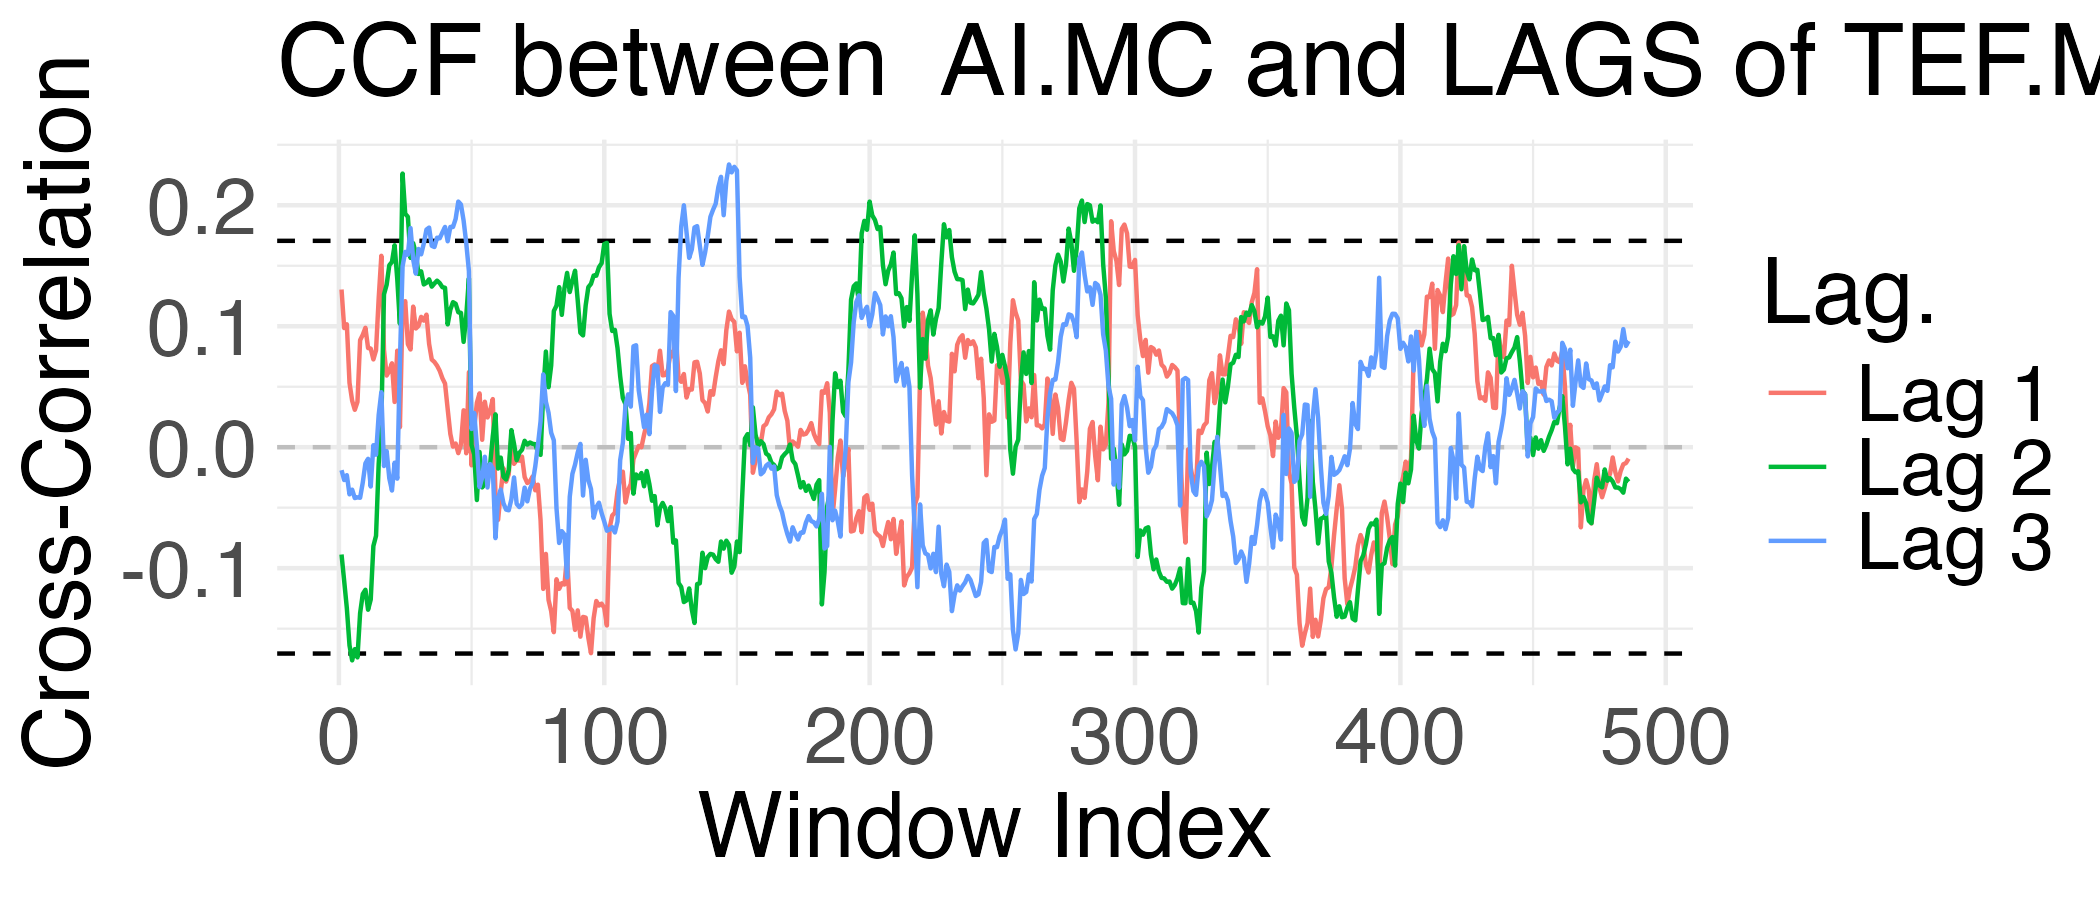 CCF between  AI.MC and LAGS of TEF.M
Cross-Correlation
0.2
0.1
0.0
-0.1
0
100
200
300
400
500
Window Index
Lag.
Lag 1
Lag 2
Lag 3